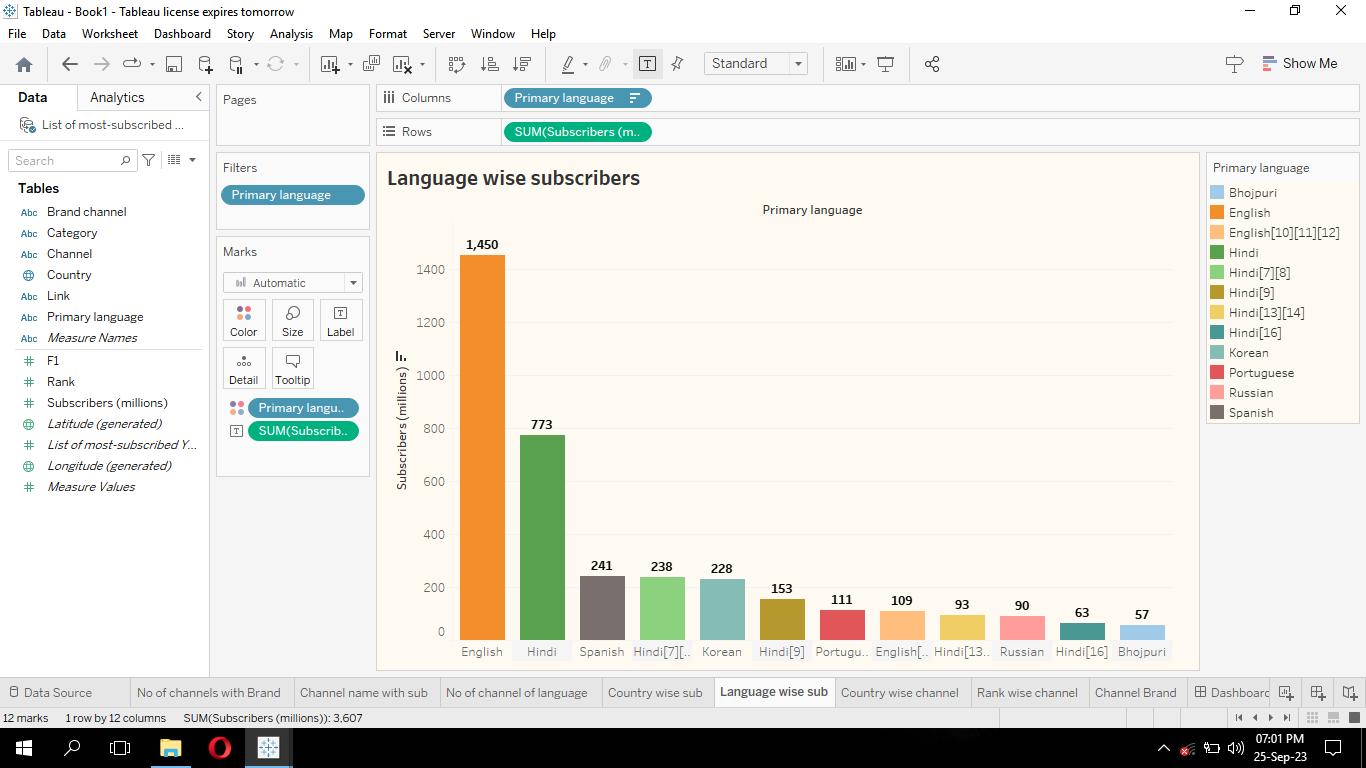 Tableau - Book1 - Tableau license expires tomorrow
File Data Worksheet Dashboard Story Analysis Map Format Server Window Help
Standard
Show Me
Data Analytics
List of most-subscribed ...
Search
Tables
Abc Brand channel
Abc Category
Abc Channel
Country
Abc Link
Abc Primary language
Abc Measure Names
# F1
# Rank
# Subscribers (millions)
Latitude (generated)
# List of most-subscribed Y...
Longitude (generated)
# Measure Values
Pages
Filters
Primary language
Marks
Automatic
Color Size Label
Detail Tooltip
Primary langu..
SUM(Subscrib..
Columns Primary language
Rows SUM(Subscribers (m..
Language wise subscribers
Primary language
Subscribers (millions)
1400
1200
1000
800
600
400
200
0
1,450
773
241
238
228
153
111
109
93
90
63
57
English Hindi Spanish Hindi[7][.. Korean Hindi[9] Portugu.. English[.. Hindi[13.. Russian Hindi[16] Bhojpuri
Primary language
Bhojpuri
English
English[10][11][12]
Hindi
Hindi[7][8]
Hindi[9]
Hindi[13][14]
Hindi[16]
Korean
Portuguese
Russian
Spanish
Data Source No of channels with Brand Channel name with sub No of channel of language Country wise sub Language wise sub Country wise channel Rank wise channel Channel Brand Dashboard
12 marks 1 row by 12 columns SUM(Subscribers (millions)): 3,607
07:01 PM
25-Sep-23